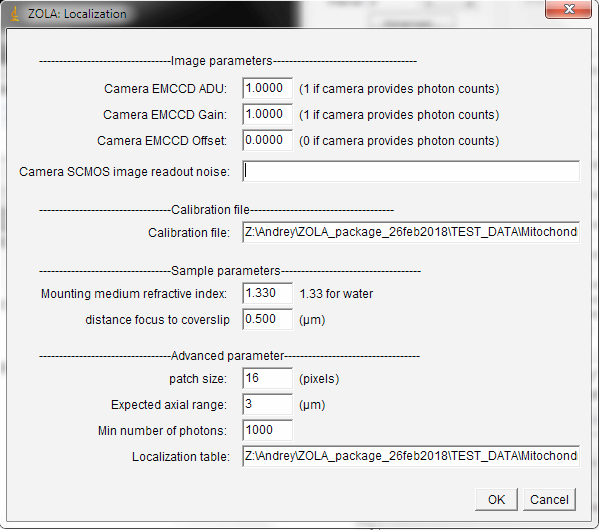 ZOLA: Localization
---------------------------------Image parameters------------------------------------
Camera EMCCD ADU: 1.0000 (1 if camera provides photon counts)
Camera EMCCD Gain: 1.0000 (1 if camera provides photon counts)
Camera EMCCD Offset: 0.0000 (0 if camera provides photon counts)
Camera SCMOS image readout noise:
---------------------------------Calibration file------------------------------------
Calibration file: Z:\Andrey\ZOLA_package_26feb2018\TEST_DATA\Mitochond
---------------------------------Sample parameters-----------------------------------
Mounting medium refractive index: 1.330 1.33 for water
distance focus to coverslip 0.500 (µm)
---------------------------------Advanced parameter----------------------------------
patch size: 16 (pixels)
Expected axial range: 3 (µm)
Min number of photons: 1000
Localization table: Z:\Andrey\ZOLA_package_26feb2018\TEST_DATA\Mitochond
OK Cancel